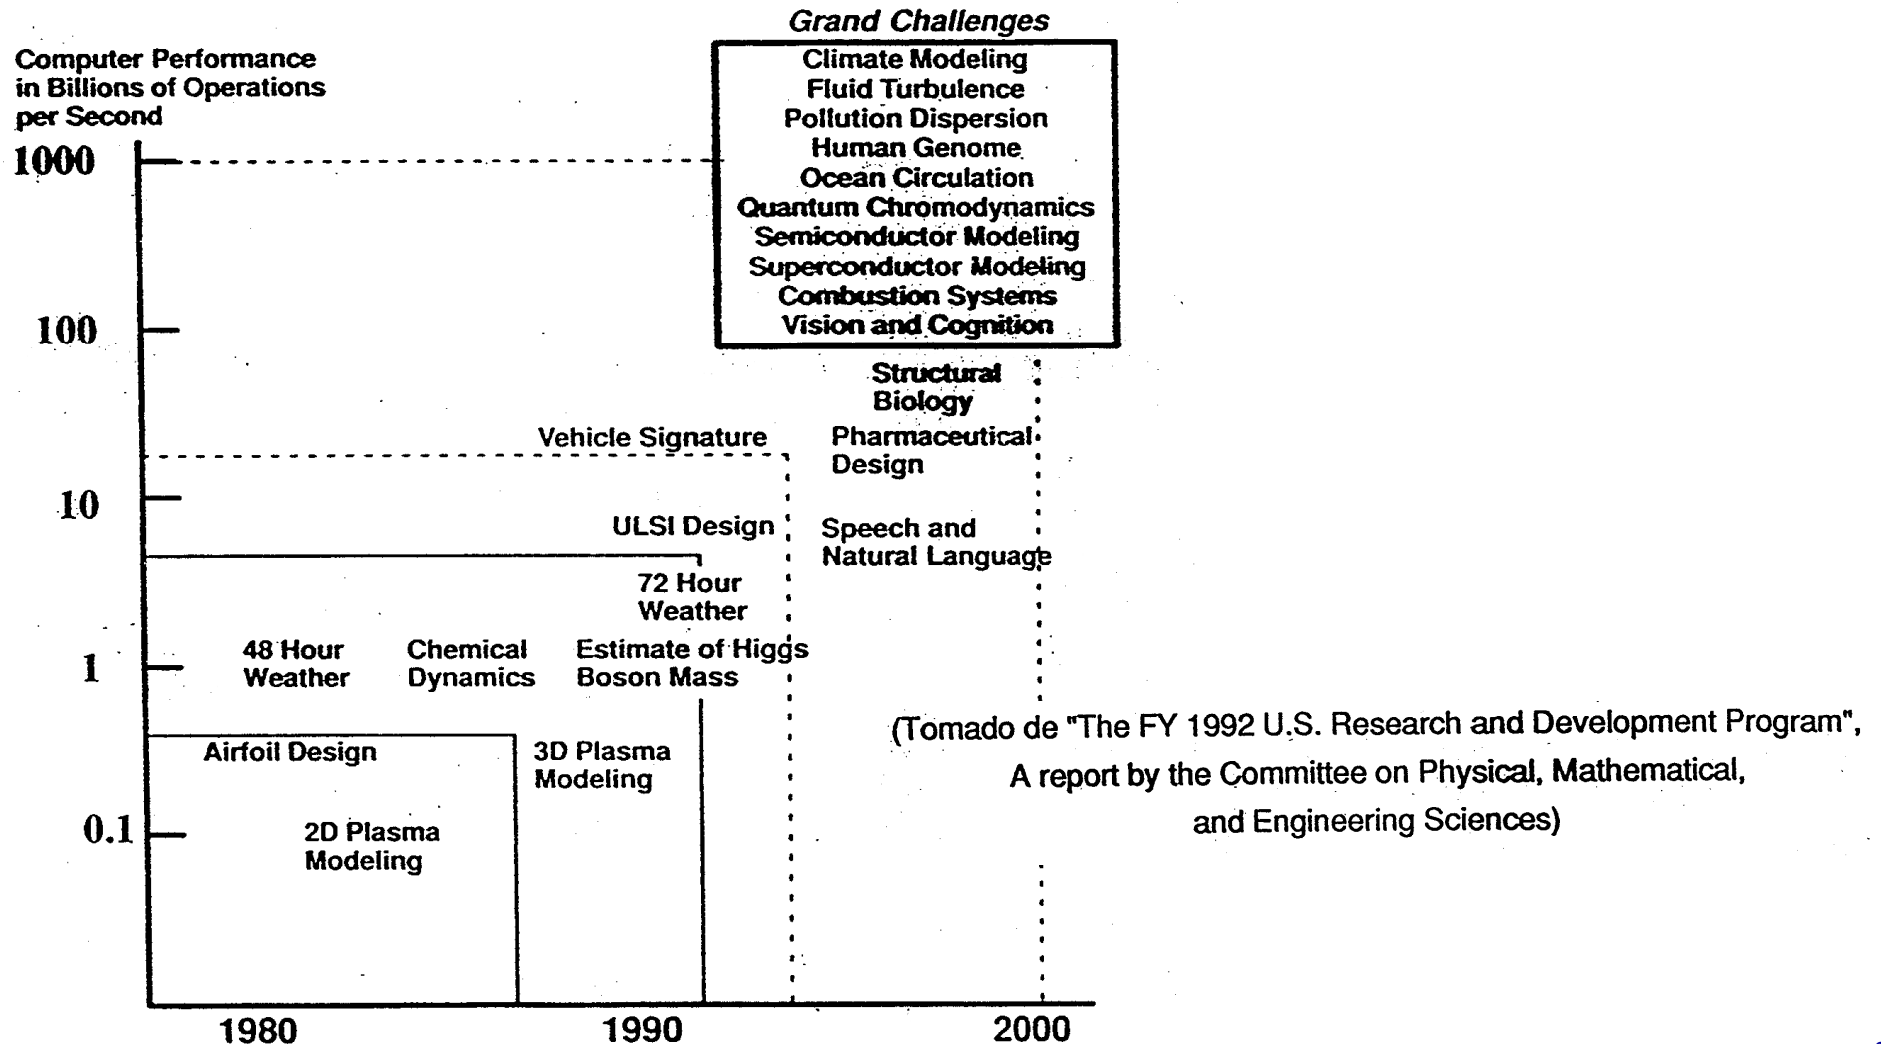 Grand Challenges
Computer Performance
in Billions of Operations
per Second
Climate Modeling
Fluid Turbulence
Pollution Dispersion
Human Genome
Ocean Circulation
Quantum Chromodynamics
Semiconductor Modeling
Superconductor Modeling
Combustion Systems
Vision and Cognition
1000
100
Structural
Biology
Vehicle Signature
Pharmaceutical
Design
10
ULSI Design
Speech and
Natural Language
72 Hour
Weather
48 Hour
Weather
Chemical
Dynamics
Estimate of Higgs
Boson Mass
1
Airfoil Design
3D Plasma
Modeling
(Tomado de "The FY 1992 U.S. Research and Development Program",
A report by the Committee on Physical, Mathematical,
and Engineering Sciences)
0.1
2D Plasma
Modeling
1980
1990
2000